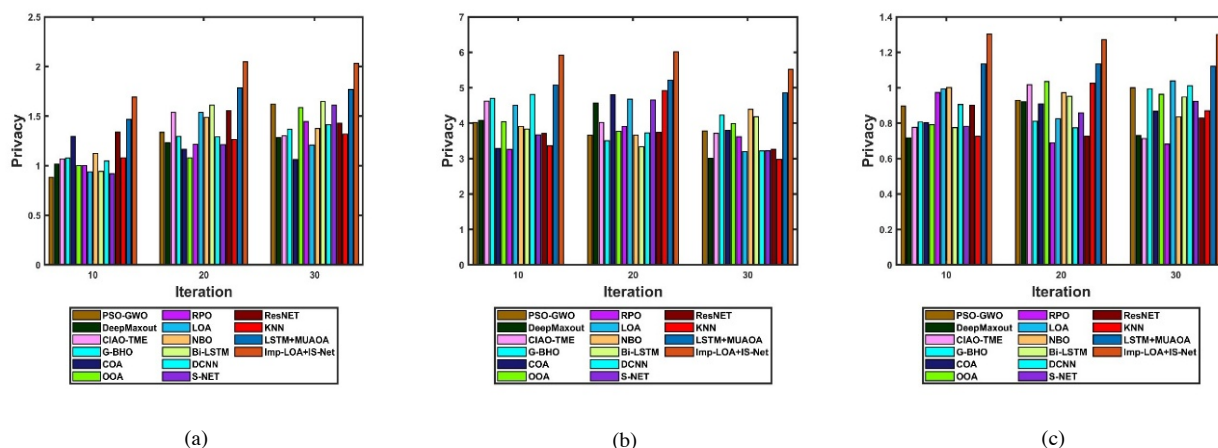 2.5
2
1.5
1
0.5
0
Privacy
10 20 30
Iteration
PSO-GWO RPO ResNET
DeepMaxout LOA KNN
CIAO-TME NBO LSTM+MUAOA
G-BHO Bi-LSTM Imp-LOA+IS-Net
COA DCNN
OOA S-NET
(a)
7
6
5
4
3
2
1
0
Privacy
10 20 30
Iteration
PSO-GWO RPO ResNET
DeepMaxout LOA KNN
CIAO-TME NBO LSTM+MUAOA
G-BHO Bi-LSTM Imp-LOA+IS-Net
COA DCNN
OOA S-NET
(b)
1.4
1.2
1
0.8
0.6
0.4
0.2
0
Privacy
10 20 30
Iteration
PSO-GWO RPO ResNET
DeepMaxout LOA KNN
CIAO-TME NBO LSTM+MUAOA
G-BHO Bi-LSTM Imp-LOA+IS-Net
COA DCNN
OOA S-NET
(c)